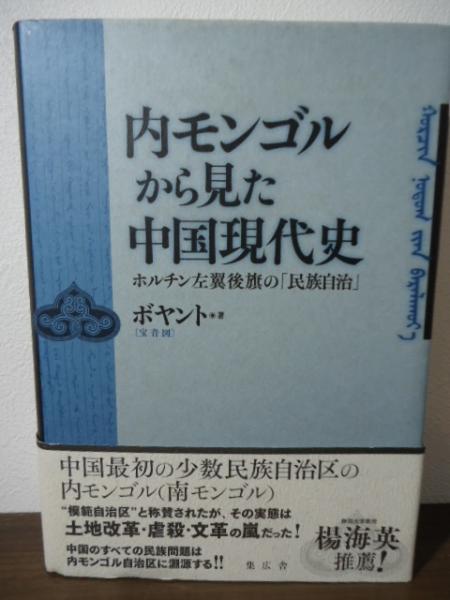 内モンゴル
から見た
中国現代史
ホルチン左翼後旗の「民族自治」
ボヤント*著
［宝音図］
中国最初の少数民族自治区の
内モンゴル(南モンゴル)
“模範自治区”と称賛されたが、その実態は
土地改革・虐殺・文革の嵐だった!
中国のすべての民族問題は
内モンゴル自治区に淵源する!!
集広舎
静岡大学教授
楊海英
推薦!